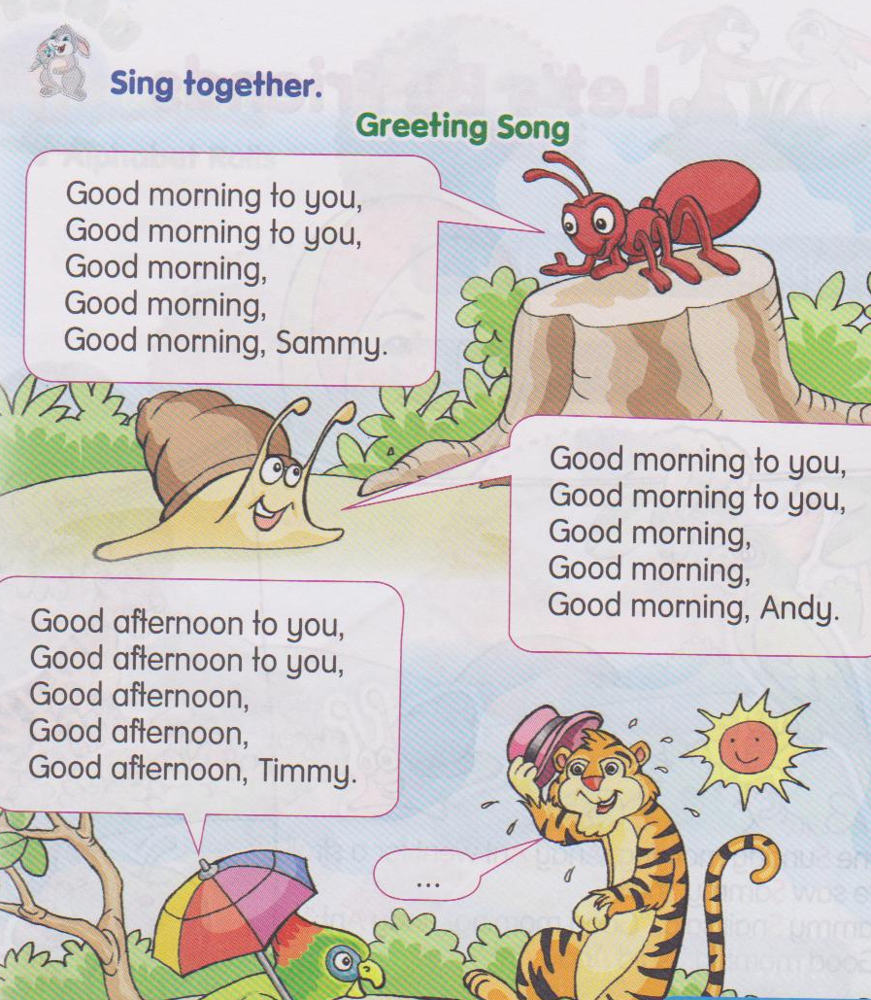 Sing together.
Greeting Song
Good morning to you,
Good morning to you,
Good morning,
Good morning,
Good morning, Sammy.
Good morning to you,
Good morning to you,
Good morning,
Good morning,
Good morning, Andy.
Good afternoon to you,
Good afternoon to you,
Good afternoon,
Good afternoon,
Good afternoon, Timmy.
...